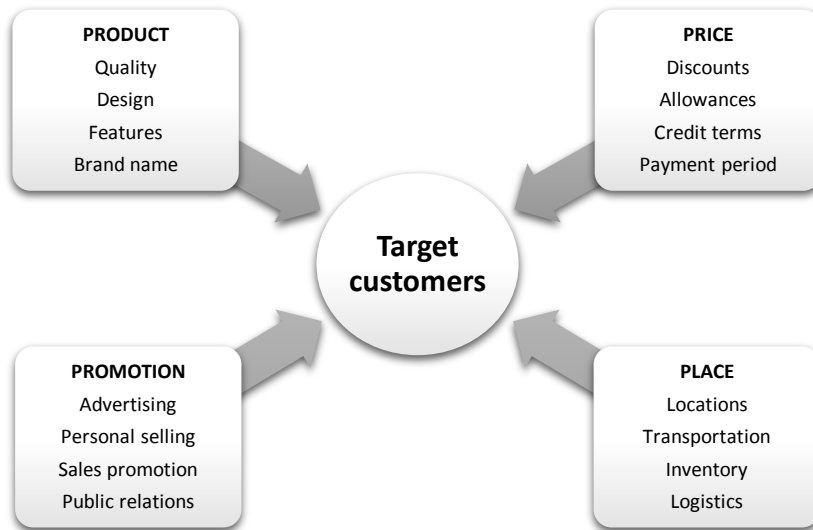 PRODUCT
Quality
Design
Features
Brand name
PRICE
Discounts
Allowances
Credit terms
Payment period
Target
customers
PROMOTION
Advertising
Personal selling
Sales promotion
Public relations
PLACE
Locations
Transportation
Inventory
Logistics